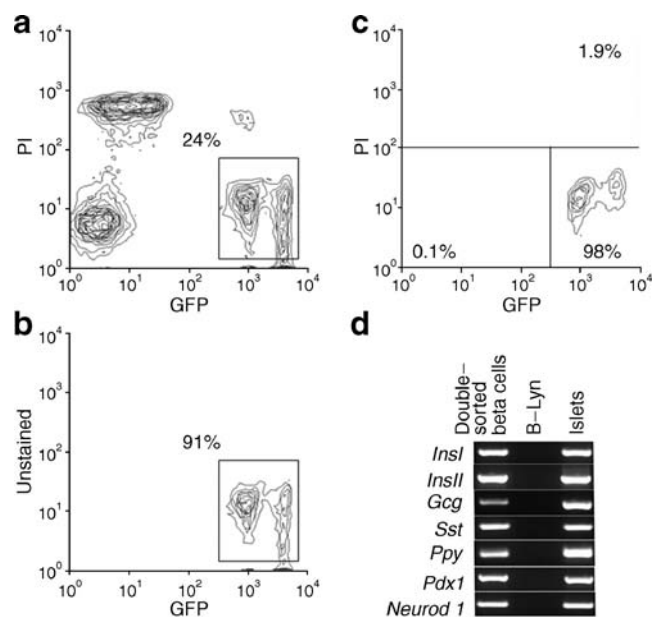 a
10⁴
10³
10²
10¹
10⁰
PI
24%
10⁰ 10¹ 10² 10³ 10⁴
GFP
b
10⁴
10³
10²
10¹
10⁰
Unstained
91%
10⁰ 10¹ 10² 10³ 10⁴
GFP
c
10⁴
10³
10²
10¹
10⁰
PI
1.9%
0.1%
98%
10⁰ 10¹ 10² 10³ 10⁴
GFP
d
Double–
sorted
beta cells
B–Lyn
Islets
InsI
InsII
Gcg
Sst
Ppy
Pdx1
Neurod 1